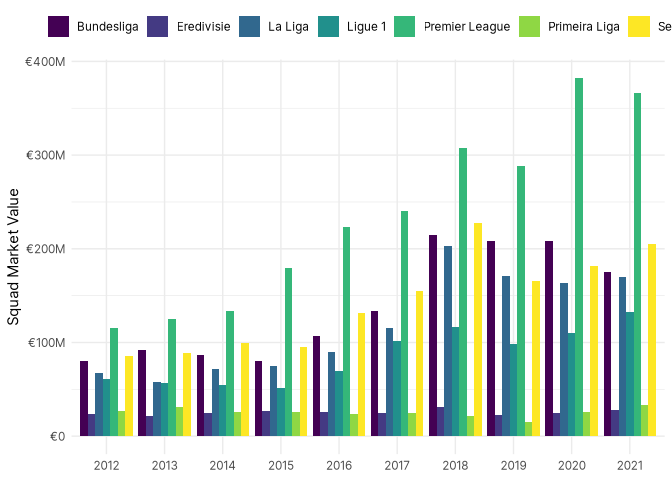 Bundesliga Eredivisie La Liga Ligue 1 Premier League Primeira Liga Se
€400M
€300M
€200M
€100M
€0
Squad Market Value
2012 2013 2014 2015 2016 2017 2018 2019 2020 2021